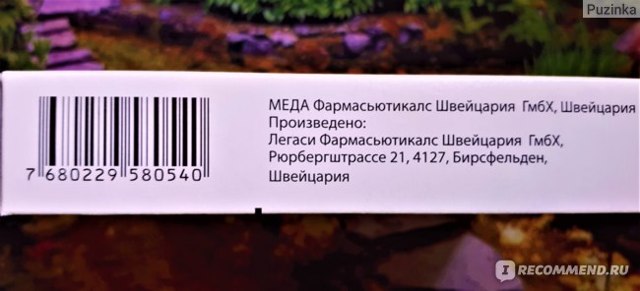 Puzinka
МЕДА Фармасьютикалс Швейцария ГмбХ, Швейцария
Произведено:
Легаси Фармасьютикалс Швейцария ГмбХ,
Рюрбергштрассе 21, 4127, Бирсфельден,
Швейцария
7 680229 580540
I RECOMMEND.RU